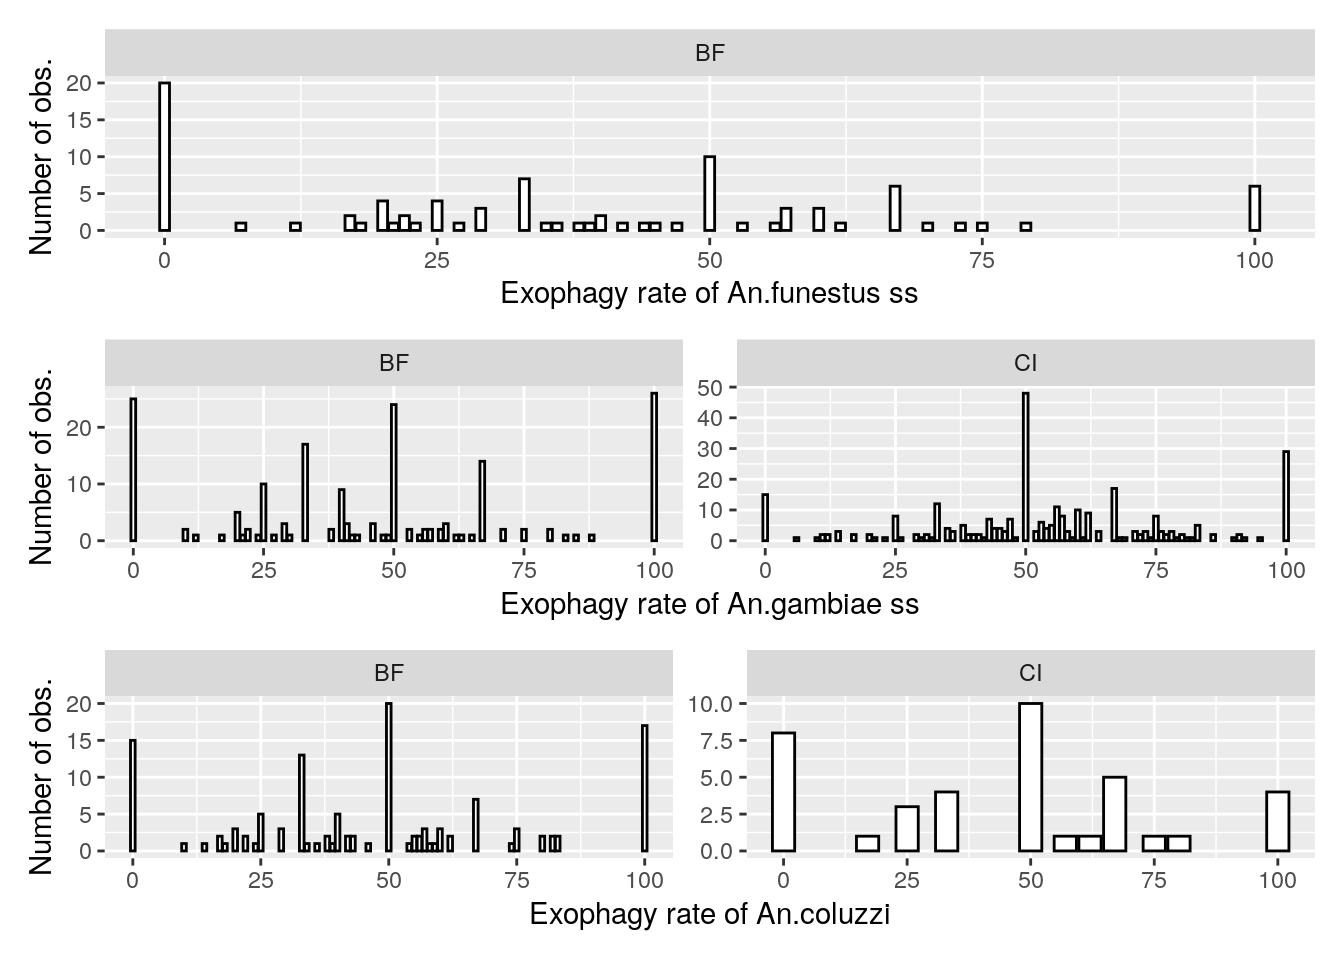 BF
Number of obs.
20
15
10
5
0
0 25 50 75 100
Exophagy rate of An.funestus ss
BF CI
Number of obs.
20
10
0
50
40
30
20
10
0
0 25 50 75 100 0 25 50 75 100
Exophagy rate of An.gambiae ss
BF CI
Number of obs.
20
15
10
5
0
10.0
7.5
5.0
2.5
0.0
0 25 50 75 100 0 25 50 75 100
Exophagy rate of An.coluzzi